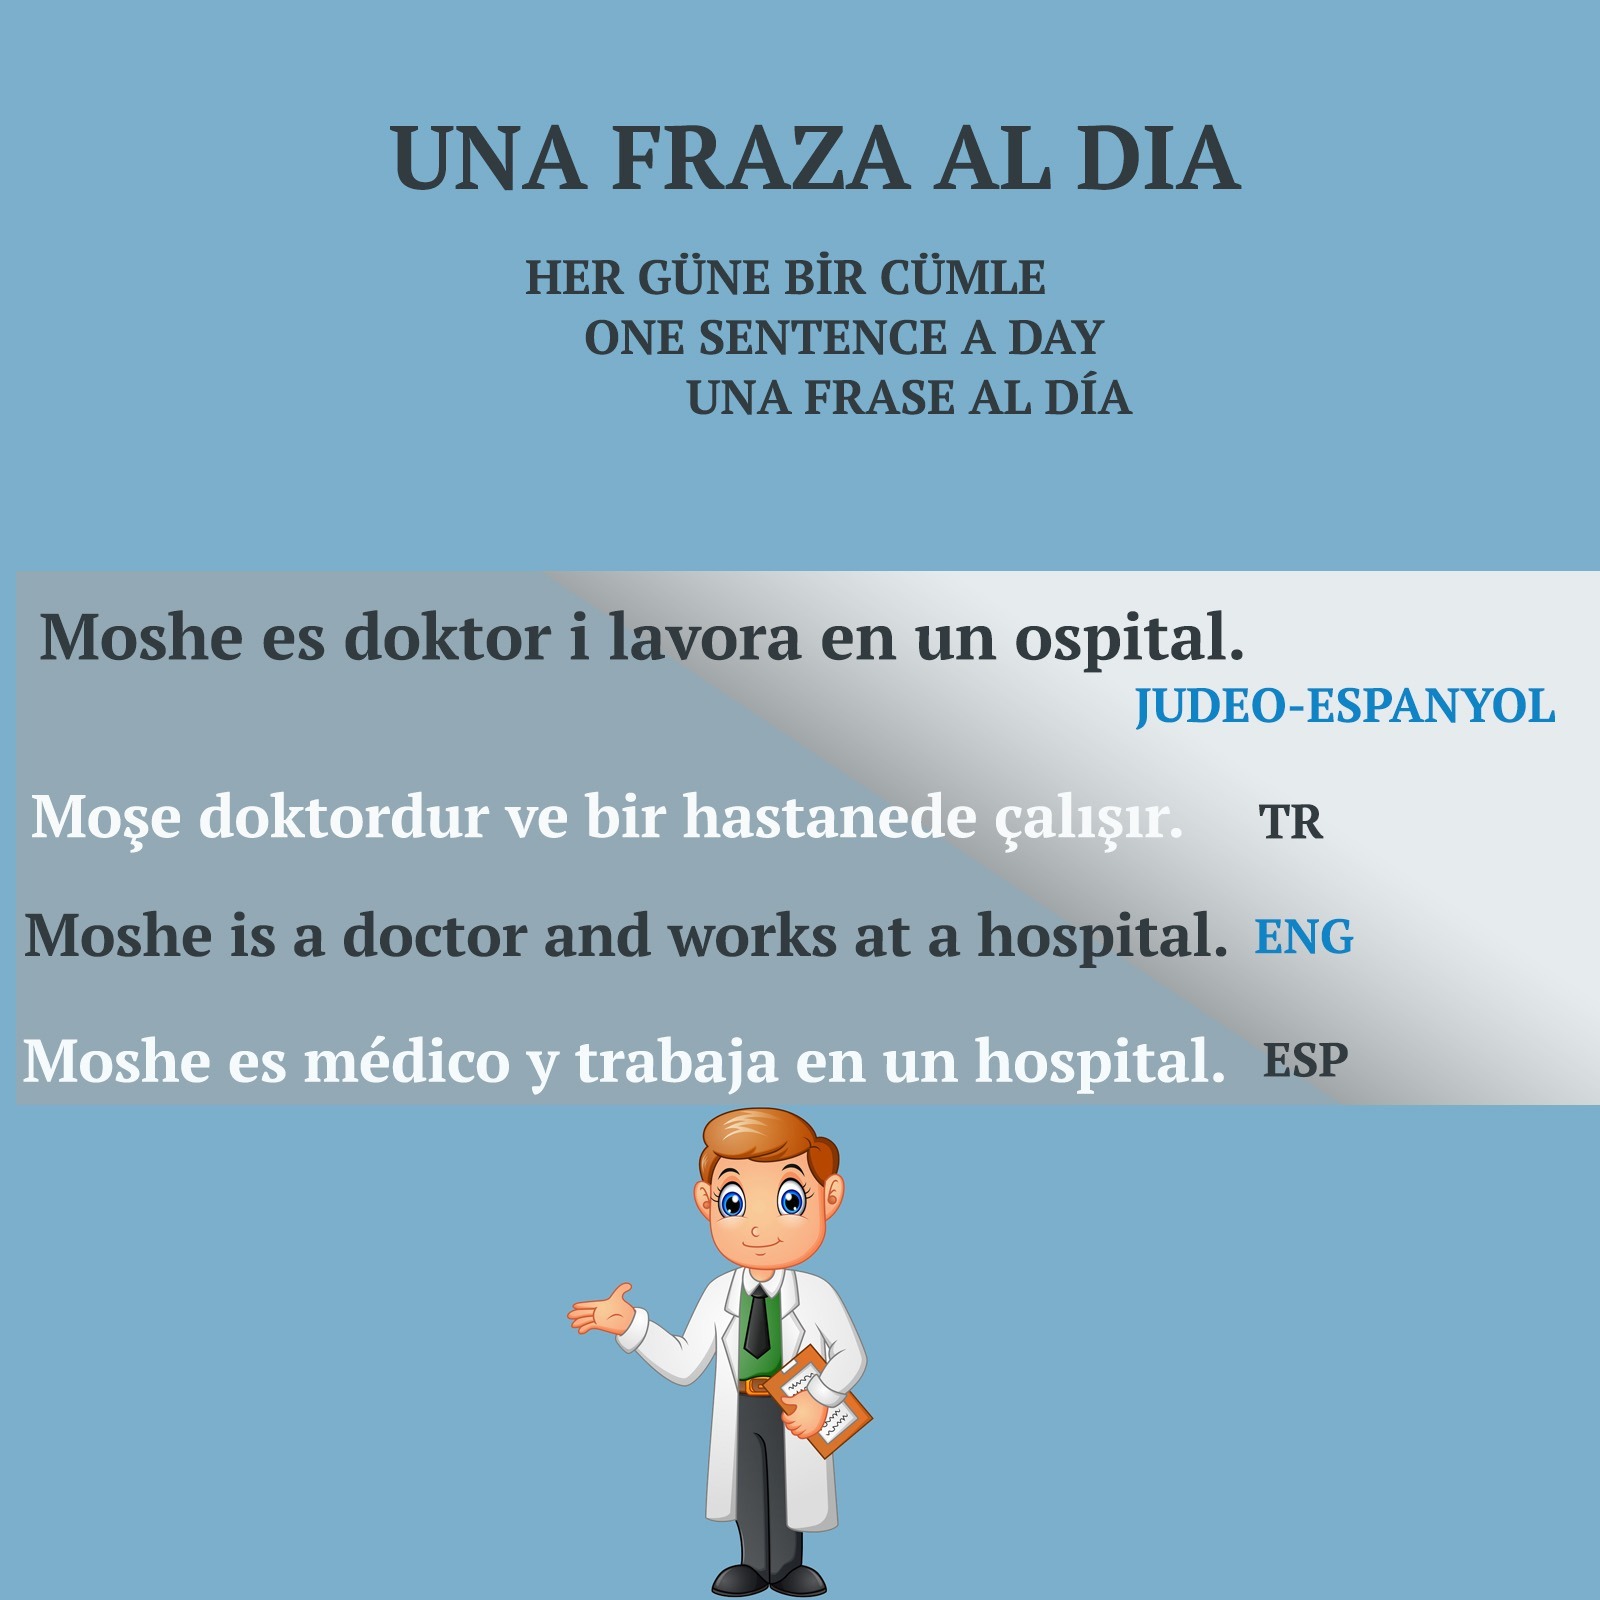 UNA FRAZA AL DIA
HER GÜNE BİR CÜMLE
ONE SENTENCE A DAY
UNA FRASE AL DÍA
Moshe es doktor i lavora en un ospital.
JUDEO-ESPANYOL
Moşe doktordur ve bir hastanede çalışır. TR
Moshe is a doctor and works at a hospital. ENG
Moshe es médico y trabaja en un hospital. ESP